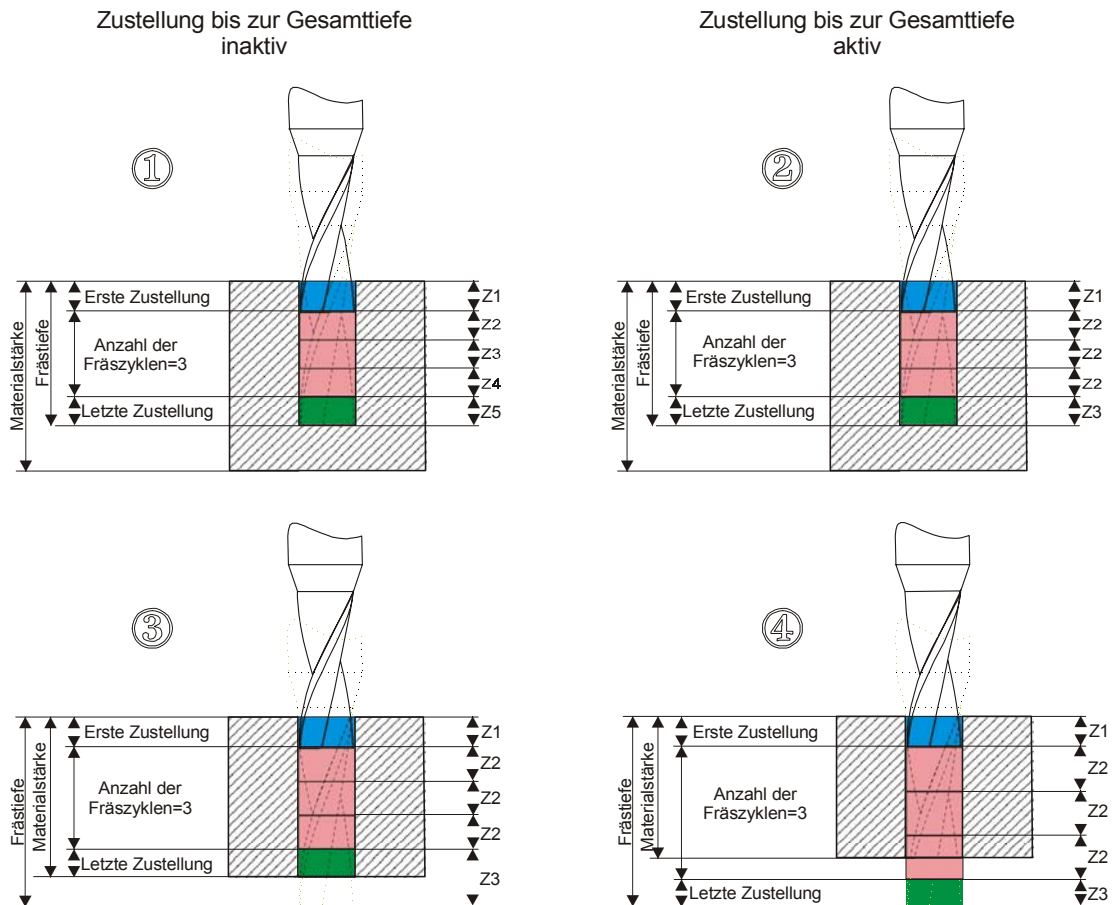 Zustellung bis zur Gesamttiefe
inaktiv
Zustellung bis zur Gesamttiefe
aktiv
1
Materialstärke
Frästiefe
Erste Zustellung
Anzahl der
Fräszyklen=3
Letzte Zustellung
Z1
Z2
Z3
Z4
Z5
2
Materialstärke
Frästiefe
Erste Zustellung
Anzahl der
Fräszyklen=3
Letzte Zustellung
Z1
Z2
Z2
Z2
Z3
3
Frästiefe
Materialstärke
Erste Zustellung
Anzahl der
Fräszyklen=3
Letzte Zustellung
Z1
Z2
Z2
Z2
Z3
4
Frästiefe
Materialstärke
Erste Zustellung
Anzahl der
Fräszyklen=3
Letzte Zustellung
Z1
Z2
Z2
Z2
Z3